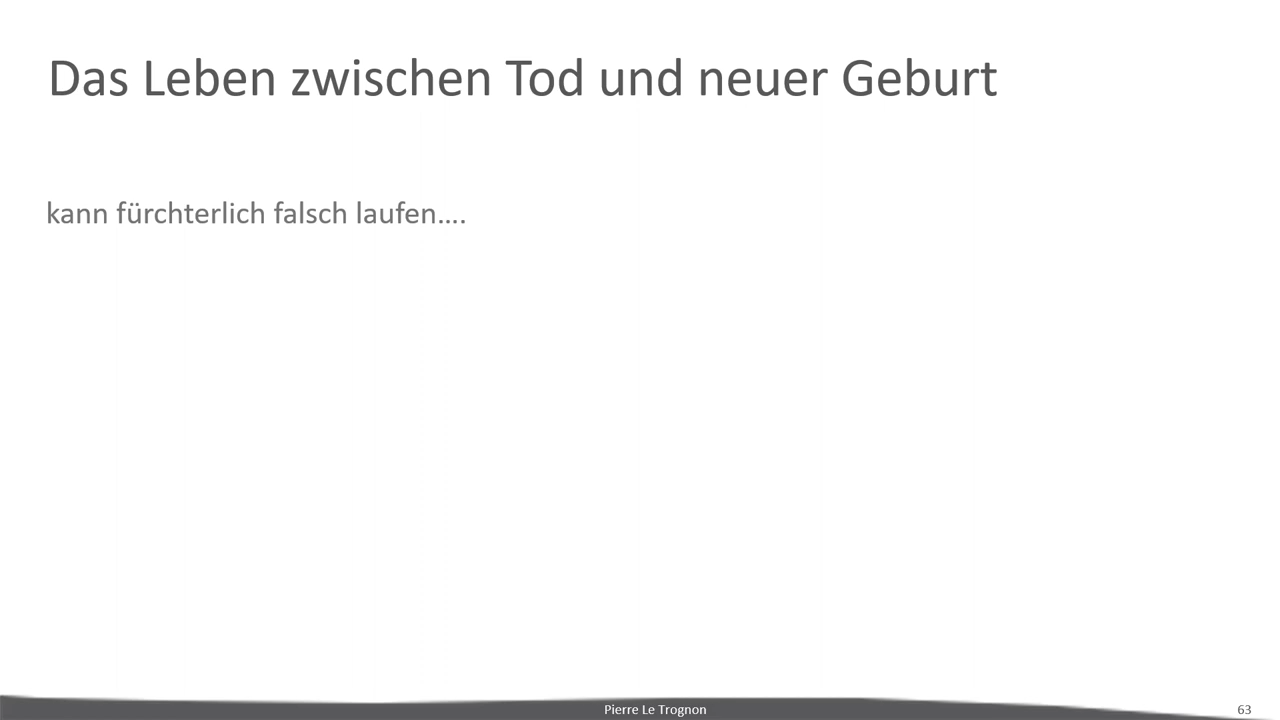 Das Leben zwischen Tod und neuer Geburt
kann fürchterlich falsch laufen….
Pierre Le Trognon
63